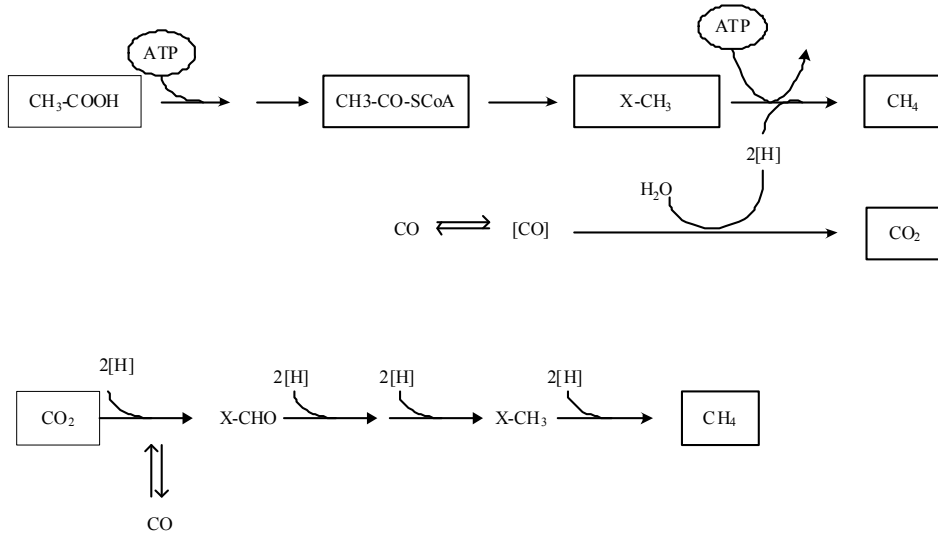 ATP
ATP
CH₃-COOH
CH3-CO-SCoA
X-CH₃
CH₄
2[H]
H₂O
CO
[CO]
CO₂
2[H]
2[H]
2[H]
2[H]
CO₂
X-CHO
X-CH₃
CH₄
CO